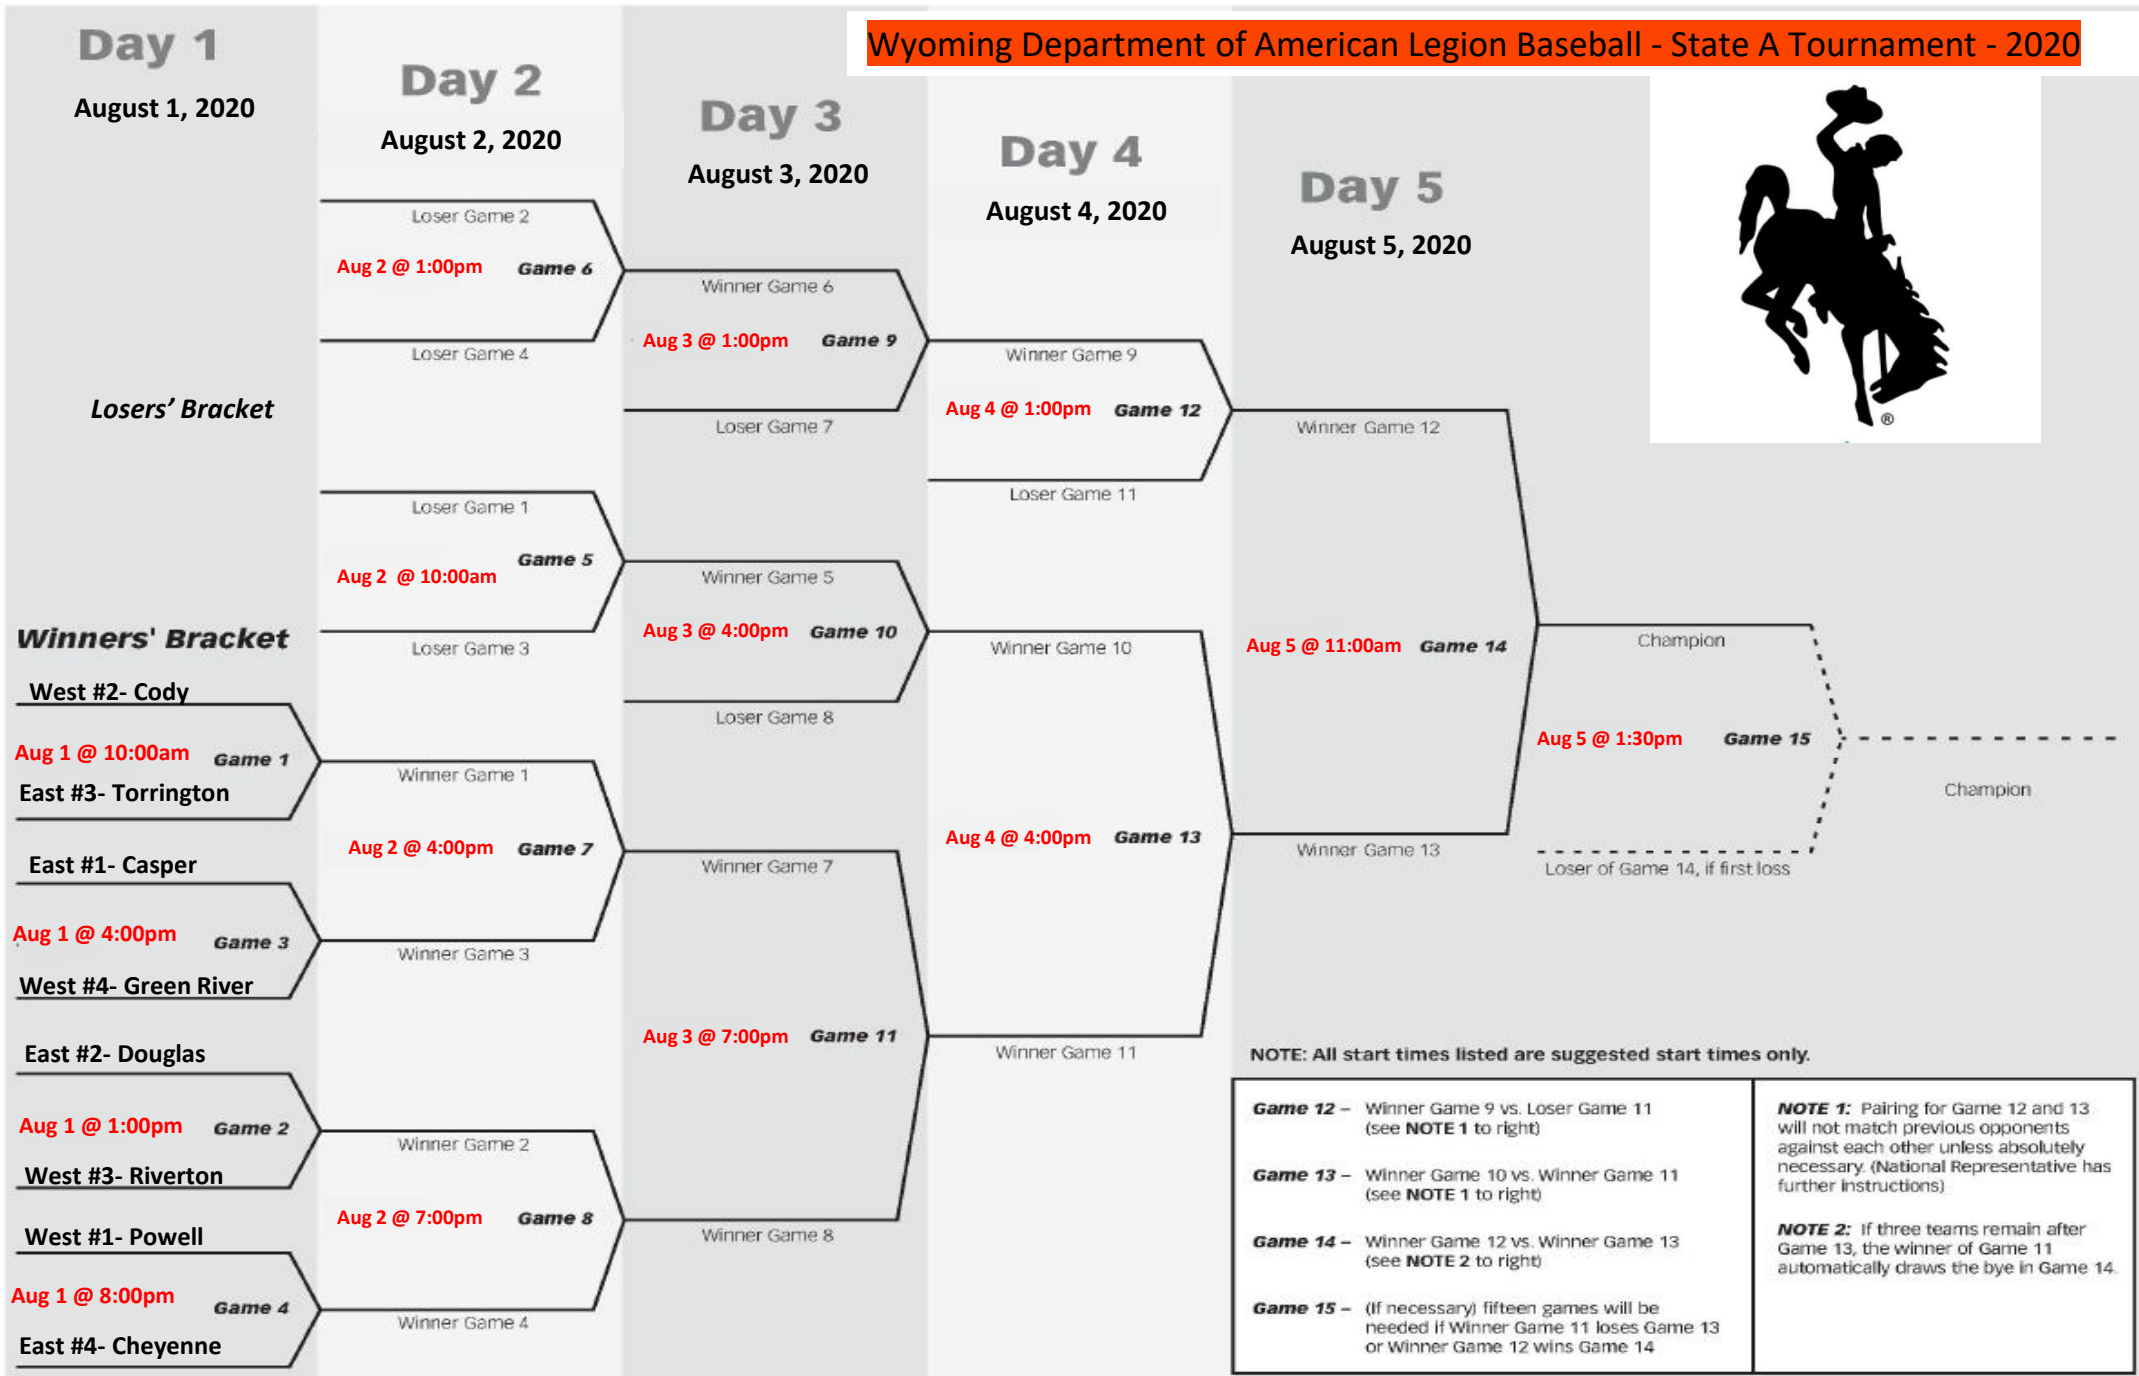 Wyoming Department of American Legion Baseball - State A Tournament - 2020
Day 1
August 1, 2020
Losers’ Bracket
Winners' Bracket
West #2- Cody
Aug 1 @ 10:00am Game 1
East #3- Torrington
East #1- Casper
Aug 1 @ 4:00pm Game 3
West #4- Green River
East #2- Douglas
Aug 1 @ 1:00pm Game 2
West #3- Riverton
West #1- Powell
Aug 1 @ 8:00pm Game 4
East #4- Cheyenne
Day 2
August 2, 2020
Loser Game 2
Aug 2 @ 1:00pm Game 6
Loser Game 4
Loser Game 1
Game 5
Aug 2 @ 10:00am
Loser Game 3
Winner Game 1
Aug 2 @ 4:00pm Game 7
Winner Game 3
Winner Game 2
Aug 2 @ 7:00pm Game 8
Winner Game 4
Day 3
August 3, 2020
Winner Game 6
Aug 3 @ 1:00pm Game 9
Loser Game 7
Winner Game 5
Aug 3 @ 4:00pm Game 10
Loser Game 8
Winner Game 7
Aug 3 @ 7:00pm Game 11
Winner Game 8
Day 4
August 4, 2020
Winner Game 9
Aug 4 @ 1:00pm Game 12
Loser Game 11
Winner Game 10
Aug 4 @ 4:00pm Game 13
Winner Game 11
Day 5
August 5, 2020
Winner Game 12
Aug 5 @ 11:00am Game 14
Winner Game 13
Champion
Aug 5 @ 1:30pm Game 15
Loser of Game 14, if first loss
Champion
®
NOTE: All start times listed are suggested start times only.
Game 12 – Winner Game 9 vs. Loser Game 11
(see NOTE 1 to right)
Game 13 – Winner Game 10 vs. Winner Game 11
(see NOTE 1 to right)
Game 14 – Winner Game 12 vs. Winner Game 13
(see NOTE 2 to right)
Game 15 – (If necessary) fifteen games will be
needed if Winner Game 11 loses Game 13
or Winner Game 12 wins Game 14
NOTE 1: Pairing for Game 12 and 13
will not match previous opponents
against each other unless absolutely
necessary. (National Representative has
further instructions)
NOTE 2: If three teams remain after
Game 13, the winner of Game 11
automatically draws the bye in Game 14.